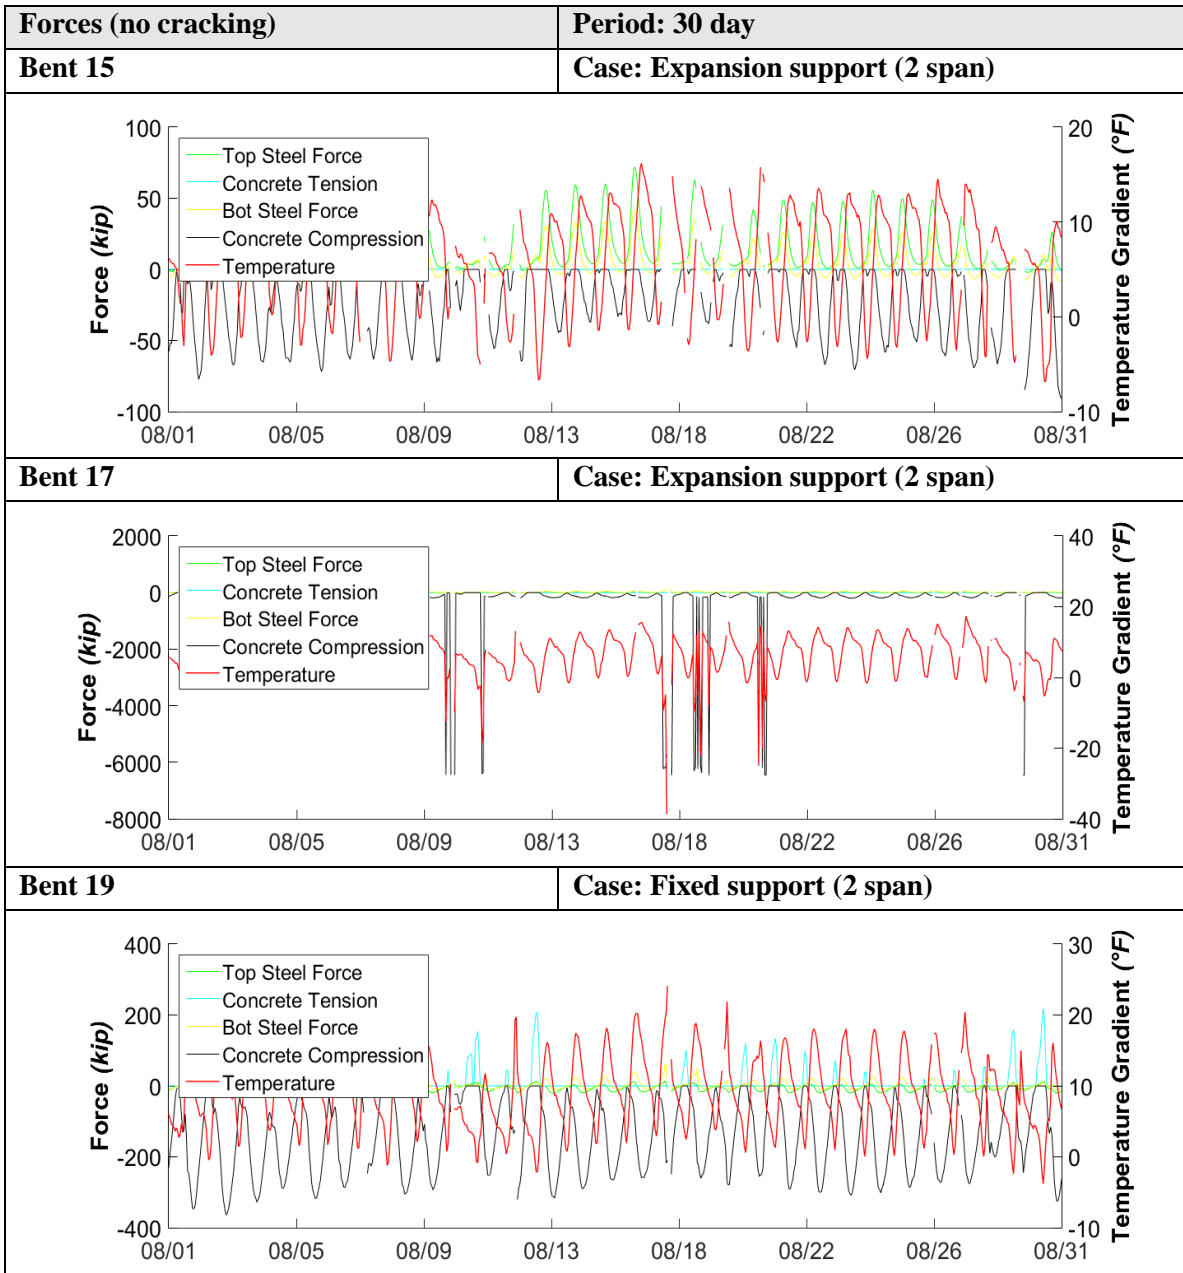 Forces (no cracking) Period: 30 day
Bent 15 Case: Expansion support (2 span)
100 20
Top Steel Force
Concrete Tension
50 Bot Steel Force 10
Concrete Compression
0 Temperature
Force (kip)
Temperature Gradient (°F)
0
-50
-100 -10
08/01 08/05 08/09 08/13 08/18 08/22 08/26 08/31
Bent 17 Case: Expansion support (2 span)
2000 40
Top Steel Force
0 20
Concrete Tension
Bot Steel Force
-2000 Concrete Compression
Temperature 0
Force (kip)
Temperature Gradient (°F)
-4000
-20
-6000
-8000 -40
08/01 08/05 08/09 08/13 08/18 08/22 08/26 08/31
Bent 19 Case: Fixed support (2 span)
400 30
Top Steel Force
Concrete Tension
200 20
Bot Steel Force
Concrete Compression
0 Temperature 10
Force (kip)
Temperature Gradient (°F)
-200 0
-400 -10
08/01 08/05 08/09 08/13 08/18 08/22 08/26 08/31